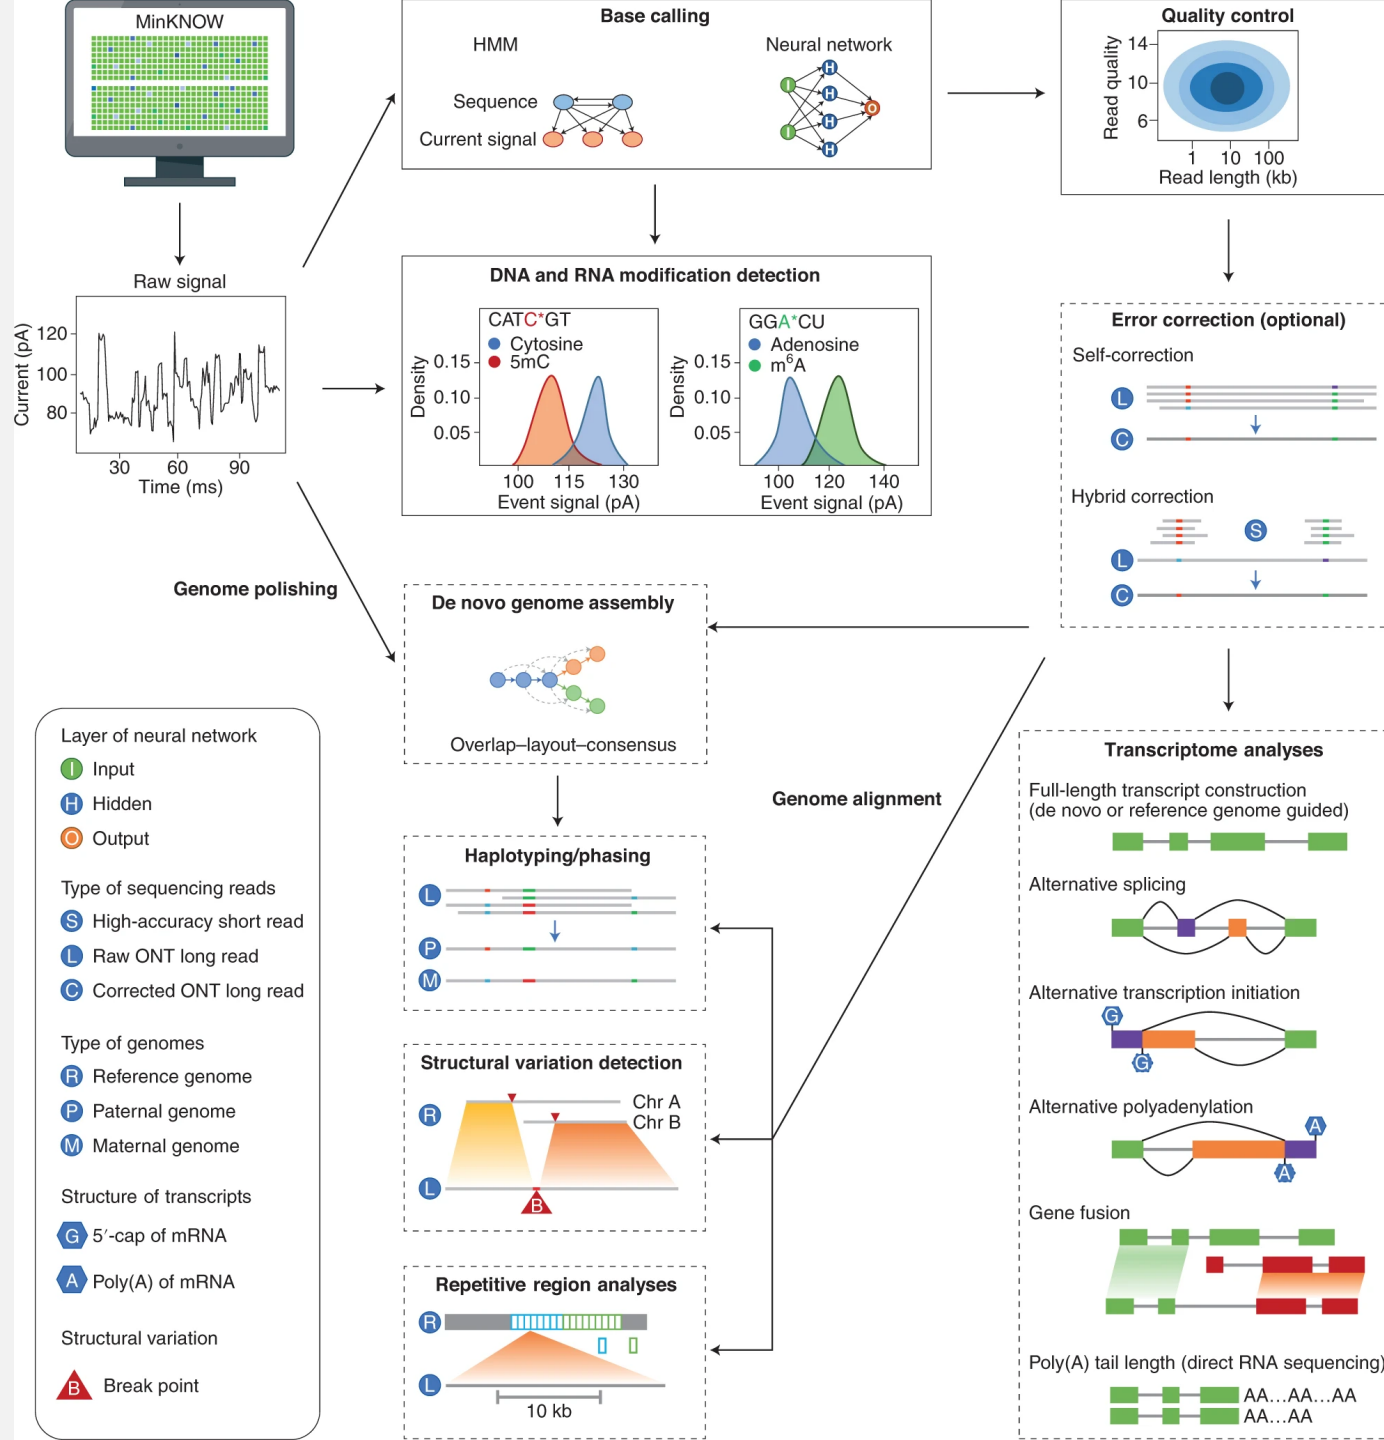 MinKNOW
Raw signal
Current (pA)
120
100
80
30 60 90
Time (ms)
Base calling
HMM
Neural network
Sequence
Current signal
I
I
H
H
H
H
O
Quality control
Read quality
14
10
6
1 10 100
Read length (kb)
DNA and RNA modification detection
CATC*GT
Cytosine
5mC
Density
0.15
0.10
0.05
100 115 130
Event signal (pA)
GGA*CU
Adenosine
m6A
Density
0.15
0.10
0.05
100 120 140
Event signal (pA)
Error correction (optional)
Self-correction
L
C
Hybrid correction
S
L
C
Genome polishing
De novo genome assembly
Overlap–layout–consensus
Genome alignment
Haplotyping/phasing
L
P
M
Structural variation detection
R
Chr A
Chr B
L
B
Repetitive region analyses
R
L
10 kb
Transcriptome analyses
Full-length transcript construction
(de novo or reference genome guided)
Alternative splicing
Alternative transcription initiation
G
G
Alternative polyadenylation
A
A
Gene fusion
Poly(A) tail length (direct RNA sequencing)
AA…AA…AA
AA…AA
Layer of neural network
I Input
H Hidden
O Output
Type of sequencing reads
S High-accuracy short read
L Raw ONT long read
C Corrected ONT long read
Type of genomes
R Reference genome
P Paternal genome
M Maternal genome
Structure of transcripts
G 5′-cap of mRNA
A Poly(A) of mRNA
Structural variation
B Break point